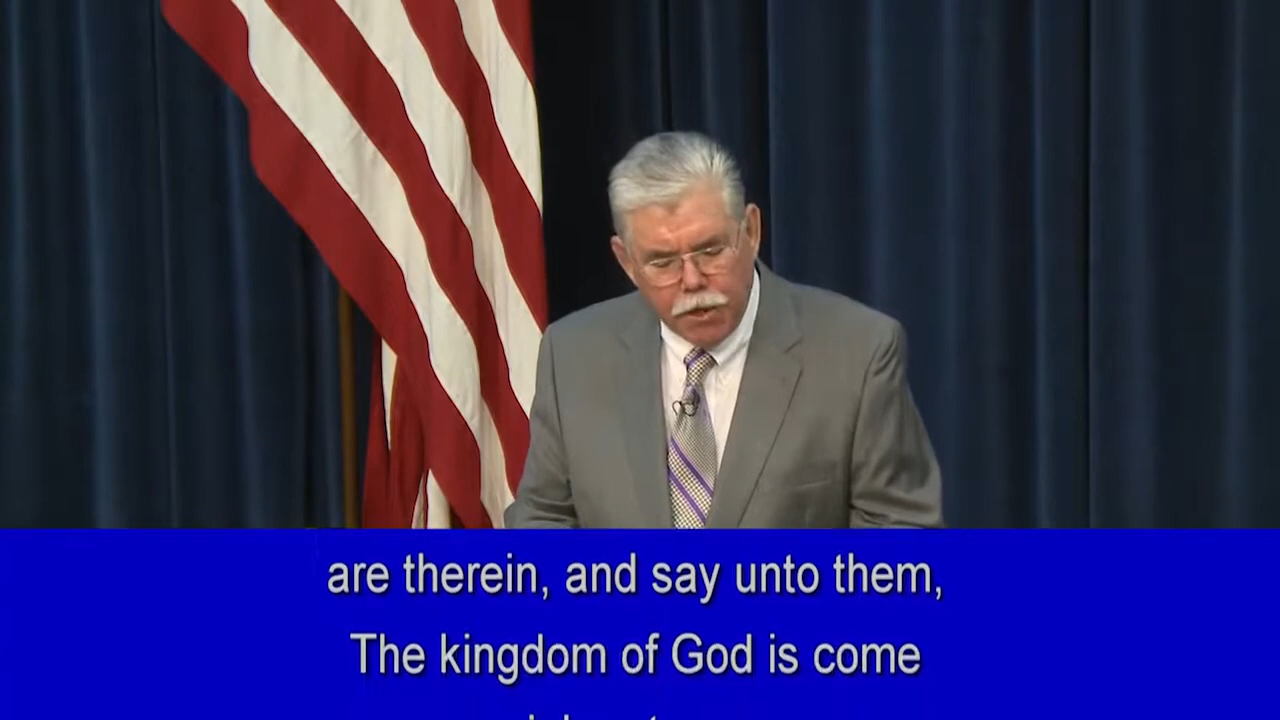 are therein, and say unto them,
The kingdom of God is come